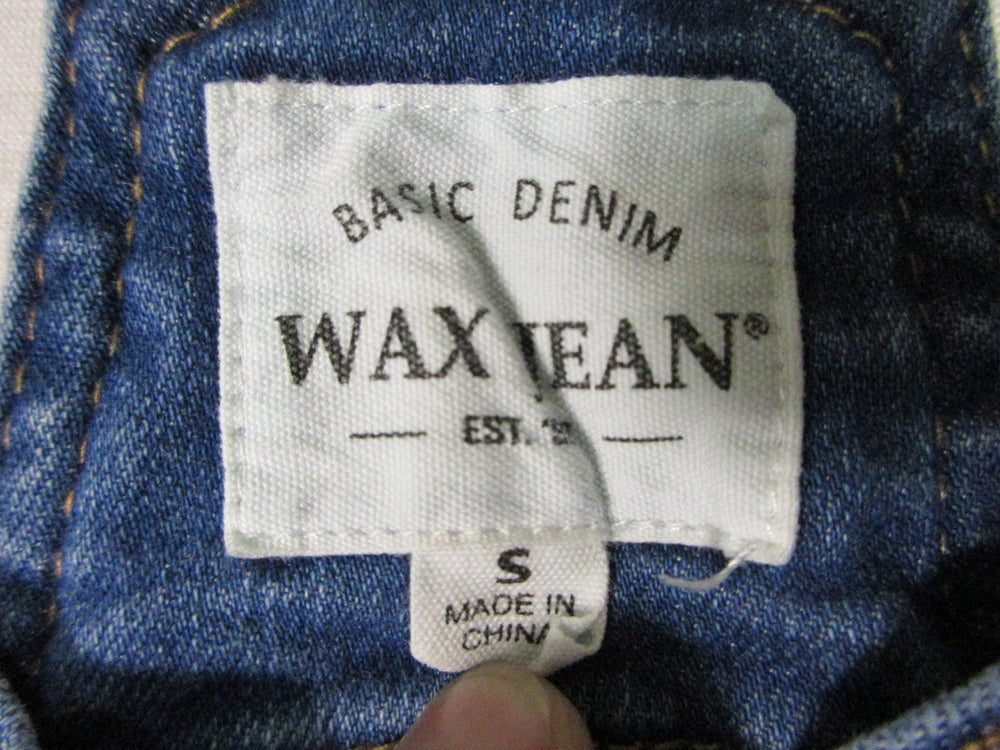 BASIC DENIM
WAX JEAN®
EST.
S
MADE IN
CHINA